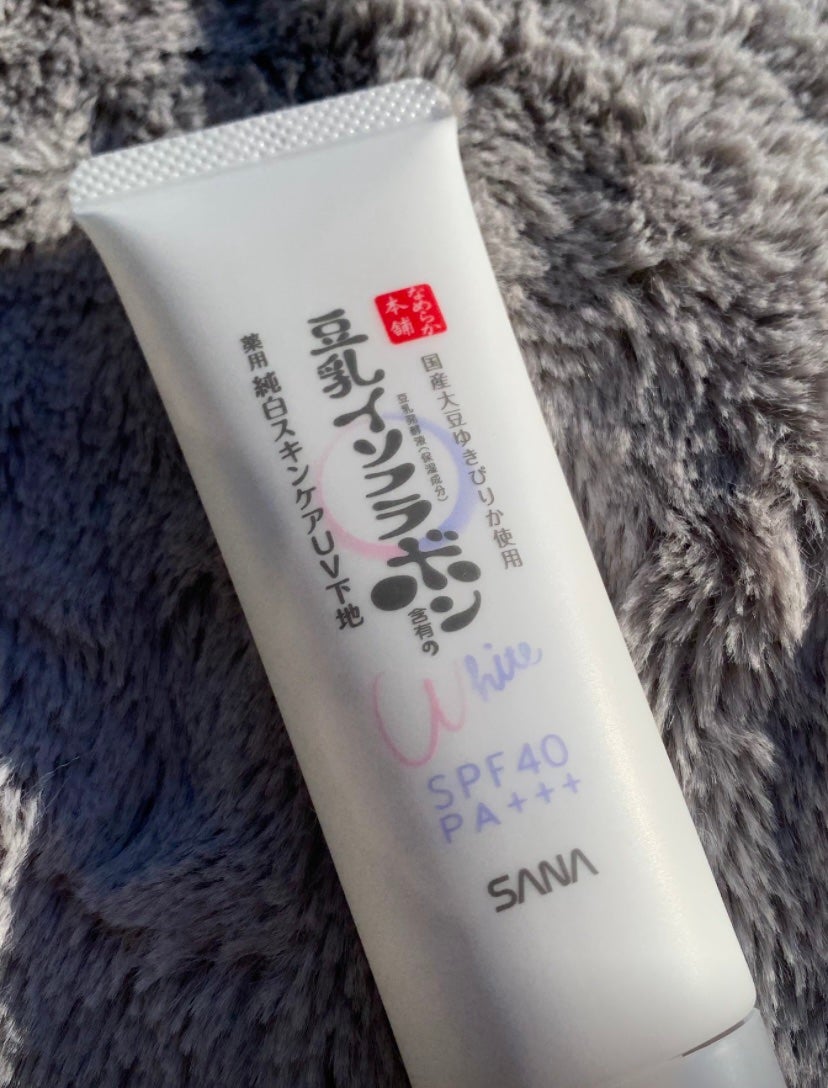 なめらか
本舗
国産大豆ゆきぴりか使用
豆乳発酵液(保湿成分)
豆乳イソフラボン含有の
薬用 純白スキンケアUV下地
White
SPF40
PA+++
SANA